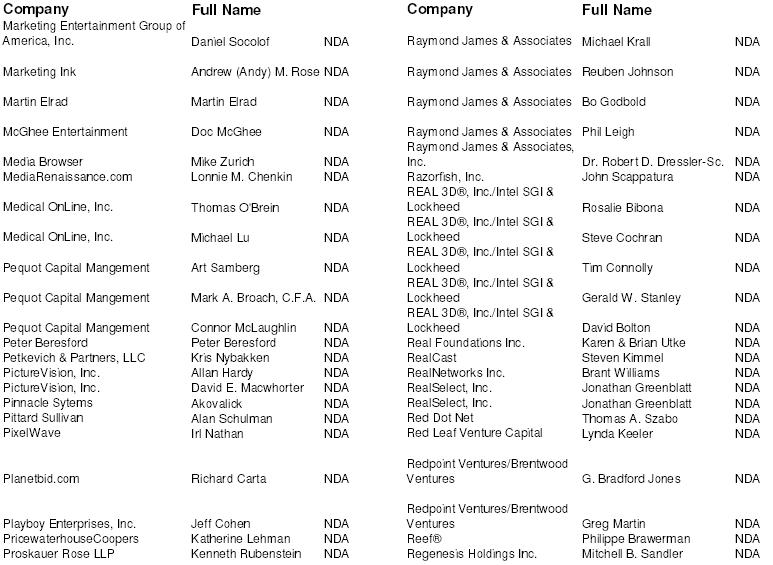 Company Full Name Company Full Name
Marketing Entertainment Group of
America, Inc. Daniel Socolof NDA Raymond James & Associates Michael Krall NDA
Marketing Ink Andrew (Andy) M. Rose NDA Raymond James & Associates Reuben Johnson NDA
Martin Elrad Martin Elrad NDA Raymond James & Associates Bo Godbold NDA
McGhee Entertainment Doc McGhee NDA Raymond James & Associates Phil Leigh NDA
Raymond James & Associates,
Media Browser Mike Zurich NDA Inc. Dr. Robert D. Dressler-Sc. NDA
MediaRenaissance.com Lonnie M. Chenkin NDA Razorfish, Inc. John Scappatura NDA
REAL 3D®, Inc./Intel SGI &
Medical OnLine, Inc. Thomas O'Brein NDA Lockheed Rosalie Bibona NDA
REAL 3D®, Inc./Intel SGI &
Medical OnLine, Inc. Michael Lu NDA Lockheed Steve Cochran NDA
REAL 3D®, Inc./Intel SGI &
Pequot Capital Mangement Art Samberg NDA Lockheed Tim Connolly NDA
REAL 3D®, Inc./Intel SGI &
Pequot Capital Mangement Mark A. Broach, C.F.A. NDA Lockheed Gerald W. Stanley NDA
REAL 3D®, Inc./Intel SGI &
Pequot Capital Mangement Connor McLaughlin NDA Lockheed David Bolton NDA
Peter Beresford Peter Beresford NDA Real Foundations Inc. Karen & Brian Utke NDA
Petkevich & Partners, LLC Kris Nybakken NDA RealCast Steven Kimmel NDA
PictureVision, Inc. Allan Hardy NDA RealNetworks Inc. Brant Williams NDA
PictureVision, Inc. David E. Macwhorter NDA RealSelect, Inc. Jonathan Greenblatt NDA
Pinnacle Sytems Akovalick NDA RealSelect, Inc. Jonathan Greenblatt NDA
Pittard Sullivan Alan Schulman NDA Red Dot Net Thomas A. Szabo NDA
PixelWave Irl Nathan NDA Red Leaf Venture Capital Lynda Keeler NDA
Redpoint Ventures/Brentwood
Planetbid.com Richard Carta NDA Ventures G. Bradford Jones NDA
Redpoint Ventures/Brentwood
Playboy Enterprises, Inc. Jeff Cohen NDA Ventures Greg Martin NDA
PricewaterhouseCoopers Katherine Lehman NDA Reef® Philippe Brawerman NDA
Proskauer Rose LLP Kenneth Rubenstein NDA Regenesis Holdings Inc. Mitchell B. Sandler NDA